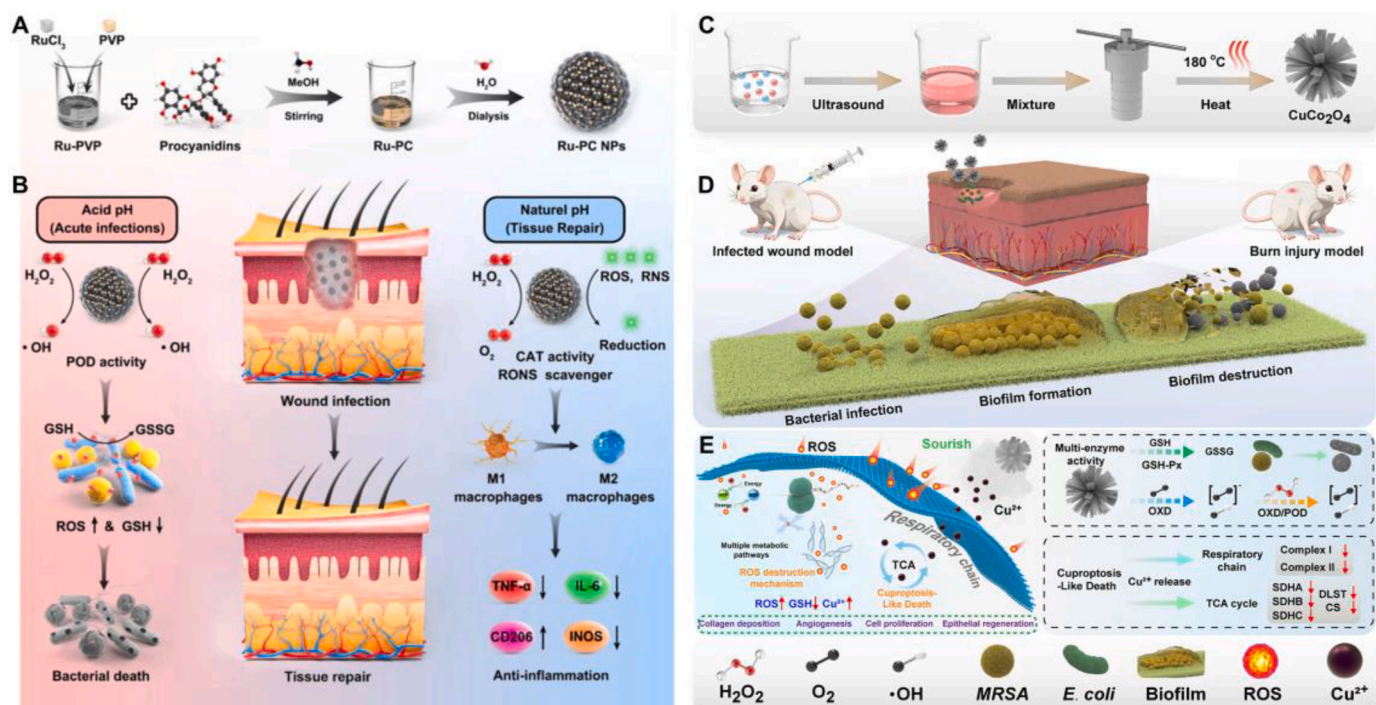 A
RuCl3
PVP
MeOH
Stirring
H2O
Dialysis
Ru-PVP
Procyanidins
Ru-PC
Ru-PC NPs
B
Acid pH
(Acute infections)
H2O2
H2O2
•OH
•OH
POD activity
GSH
GSSG
ROS ↑ & GSH ↓
Bacterial death
Wound infection
Tissue repair
Naturel pH
(Tissue Repair)
H2O2
ROS, RNS
O2
Reduction
CAT activity
RONS scavenger
M1
macrophages
M2
macrophages
TNF-α ↓
IL-6 ↓
CD206 ↑
INOS ↓
Anti-inflammation
C
Ultrasound
Mixture
180 °C
Heat
CuCo2O4
D
Infected wound model
Burn injury model
Bacterial infection
Biofilm formation
Biofilm destruction
E
ROS
Sourish
Energy
Energy
Cu2+
Respiratory chain
Multiple metabolic
pathways
ROS destruction
mechanism
TCA
Cuproptosis-
Like Death
ROS↑ GSH↓ Cu2+↑
Collagen deposition
Angiogenesis
Cell proliferation
Epithelial regeneration
Multi-enzyme
activity
GSH
GSH-Px
GSSG
OXD
OXD/POD
Cuproptosis
-Like Death
Cu2+ release
Respiratory
chain
Complex I ↓
Complex II ↓
TCA cycle
SDHA ↓
SDHB ↓
SDHC ↓
DLST ↓
CS ↓
H2O2
O2
•OH
MRSA
E. coli
Biofilm
ROS
Cu2+